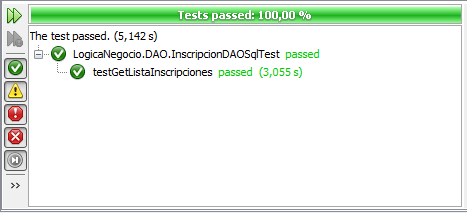 Tests passed: 100,00 %
The test passed. (5,142 s)
LogicaNegocio.DAO.InscripcionDAOSqlTest passed
testGetListaInscripciones passed (3,055 s)